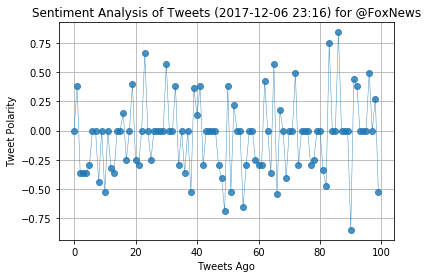 Sentiment Analysis of Tweets (2017-12-06 23:16) for @FoxNews
Tweet Polarity
0.75
0.50
0.25
0.00
−0.25
−0.50
−0.75
0 20 40 60 80 100
Tweets Ago